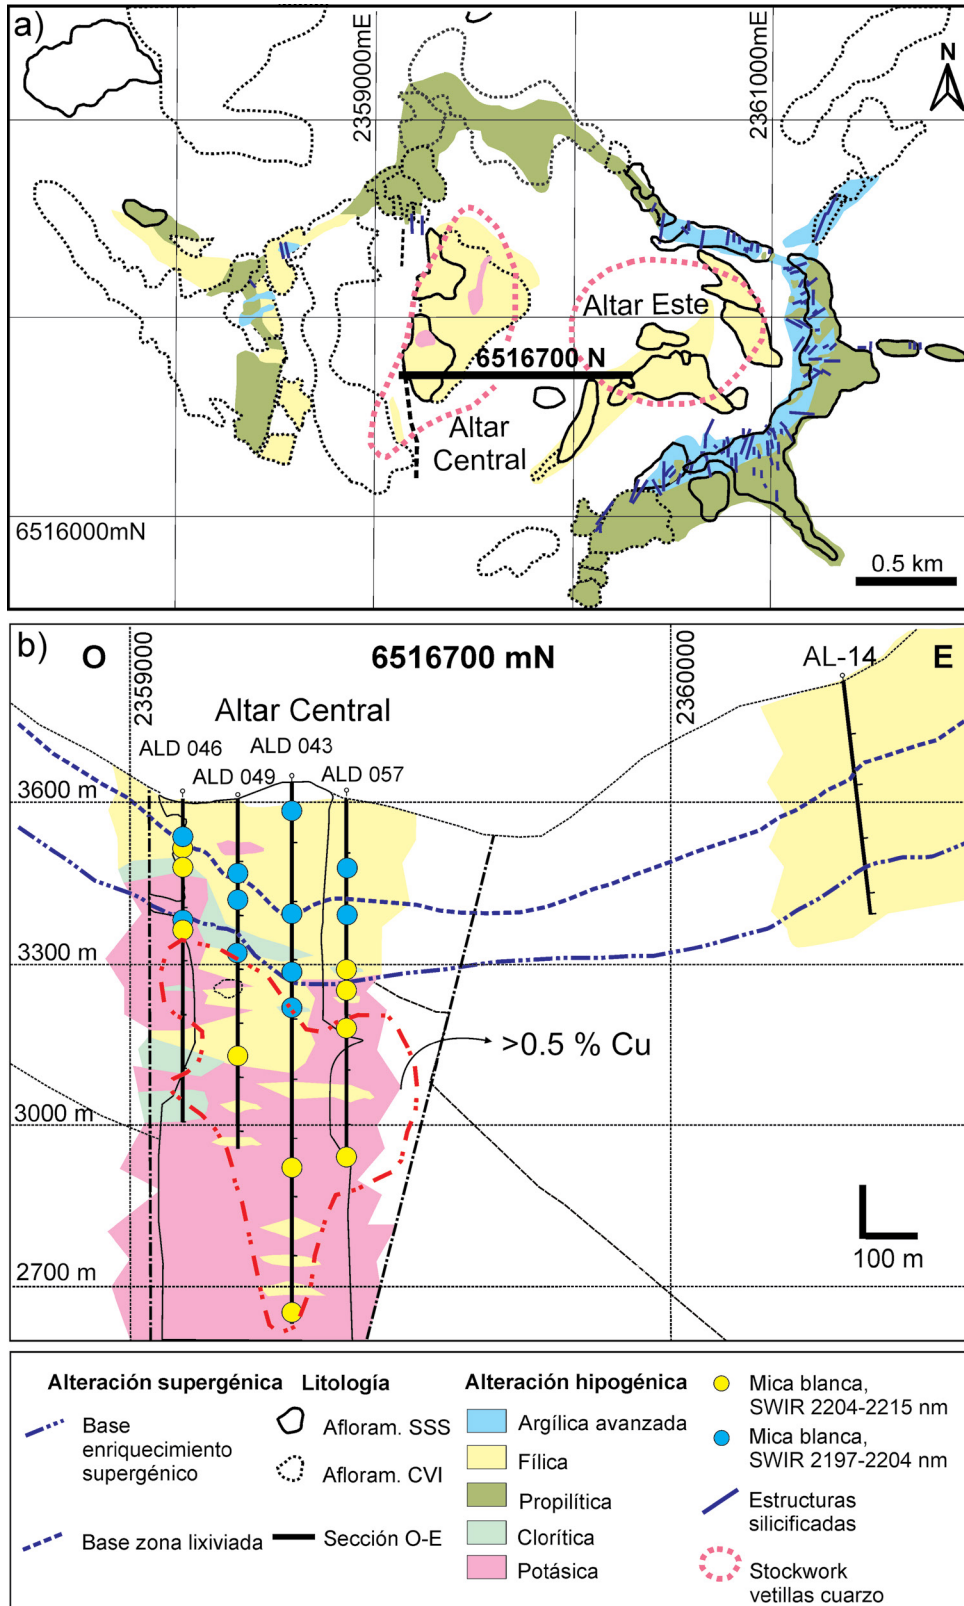 a)
2359000mE
2361000mE
N
Altar Este
6516700 N
Altar
Central
6516000mN
0.5 km
b)
O
2359000
6516700 mN
2360000
AL-14
E
Altar Central
ALD 046
ALD 043
ALD 049
ALD 057
3600 m
3300 m
>0.5 % Cu
3000 m
100 m
2700 m
Alteración supergénica
Base
enriquecimiento
supergénico
Base zona lixiviada
Litología
Afloram. SSS
Afloram. CVI
Sección O-E
Alteración hipogénica
Argílica avanzada
Fílica
Propilítica
Clorítica
Potásica
Mica blanca,
SWIR 2204-2215 nm
Mica blanca,
SWIR 2197-2204 nm
Estructuras
silicificadas
Stockwork
vetillas cuarzo